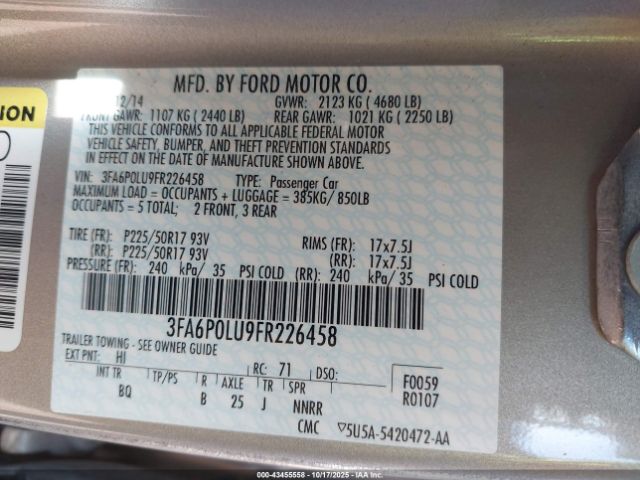 MFD. BY FORD MOTOR CO.
12/14 GVWR: 2123 KG ( 4680 LB)
FRONT GAWR: 1107 KG ( 2440 LB) REAR GAWR: 1021 KG ( 2250 LB)
THIS VEHICLE CONFORMS TO ALL APPLICABLE FEDERAL MOTOR
VEHICLE SAFETY, BUMPER, AND THEFT PREVENTION STANDARDS
IN EFFECT ON THE DATE OF MANUFACTURE SHOWN ABOVE.
VIN: 3FA6P0LU9FR226458 TYPE: Passenger Car
MAXIMUM LOAD = OCCUPANTS + LUGGAGE = 385KG/ 850LB
OCCUPANTS = 5 TOTAL; 2 FRONT, 3 REAR
TIRE (FR): P225/50R17 93V RIMS (FR): 17x7.5J
(RR): P225/50R17 93V (RR): 17x7.5J
PRESSURE (FR): 240 kPa/ 35 PSI COLD (RR): 240 kPa/ 35 PSI COLD
3FA6P0LU9FR226458
TRAILER TOWING - SEE OWNER GUIDE
EXT PNT: HI RC: 71 DSO:
INT TR TP/PS R AXLE TR SPR F0059
BQ B 25 J NNRR R0107
CMC ▽5U5A-5420472-AA
000-43455558 - 10/17/2025 - IAAI.com